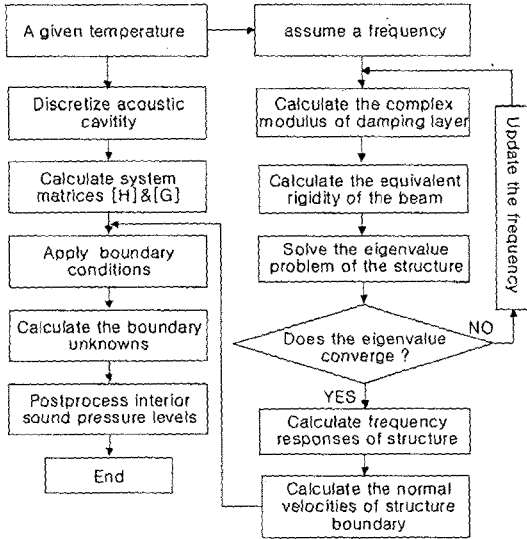 A given temperature
assume a frequency
Discretize acoustic
cavitity
Calculate the complex
modulus of damping layer
Update the frequency
Calculate system
matrices [H]&[G]
Calculate the equivalent
rigidity of the beam
Apply boundary
conditions
Solve the eigenvalue
problem of the structure
Calculate the boundary
unknowns
Does the eigenvalue
converge ?
NO
YES
Postprocess interior
sound pressure levels
Calculate frequency
responses of structure
End
Calculate the normal
velocities of structure
boundary